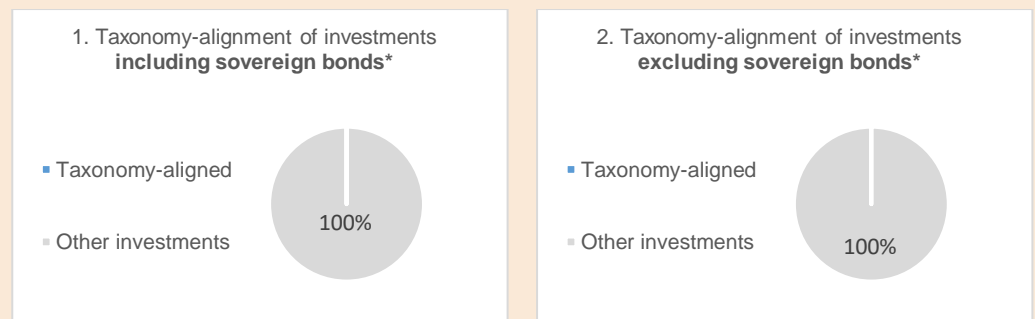 1. Taxonomy-alignment of investments
including sovereign bonds*
Taxonomy-aligned
Other investments
100%
2. Taxonomy-alignment of investments
excluding sovereign bonds*
Taxonomy-aligned
Other investments
100%